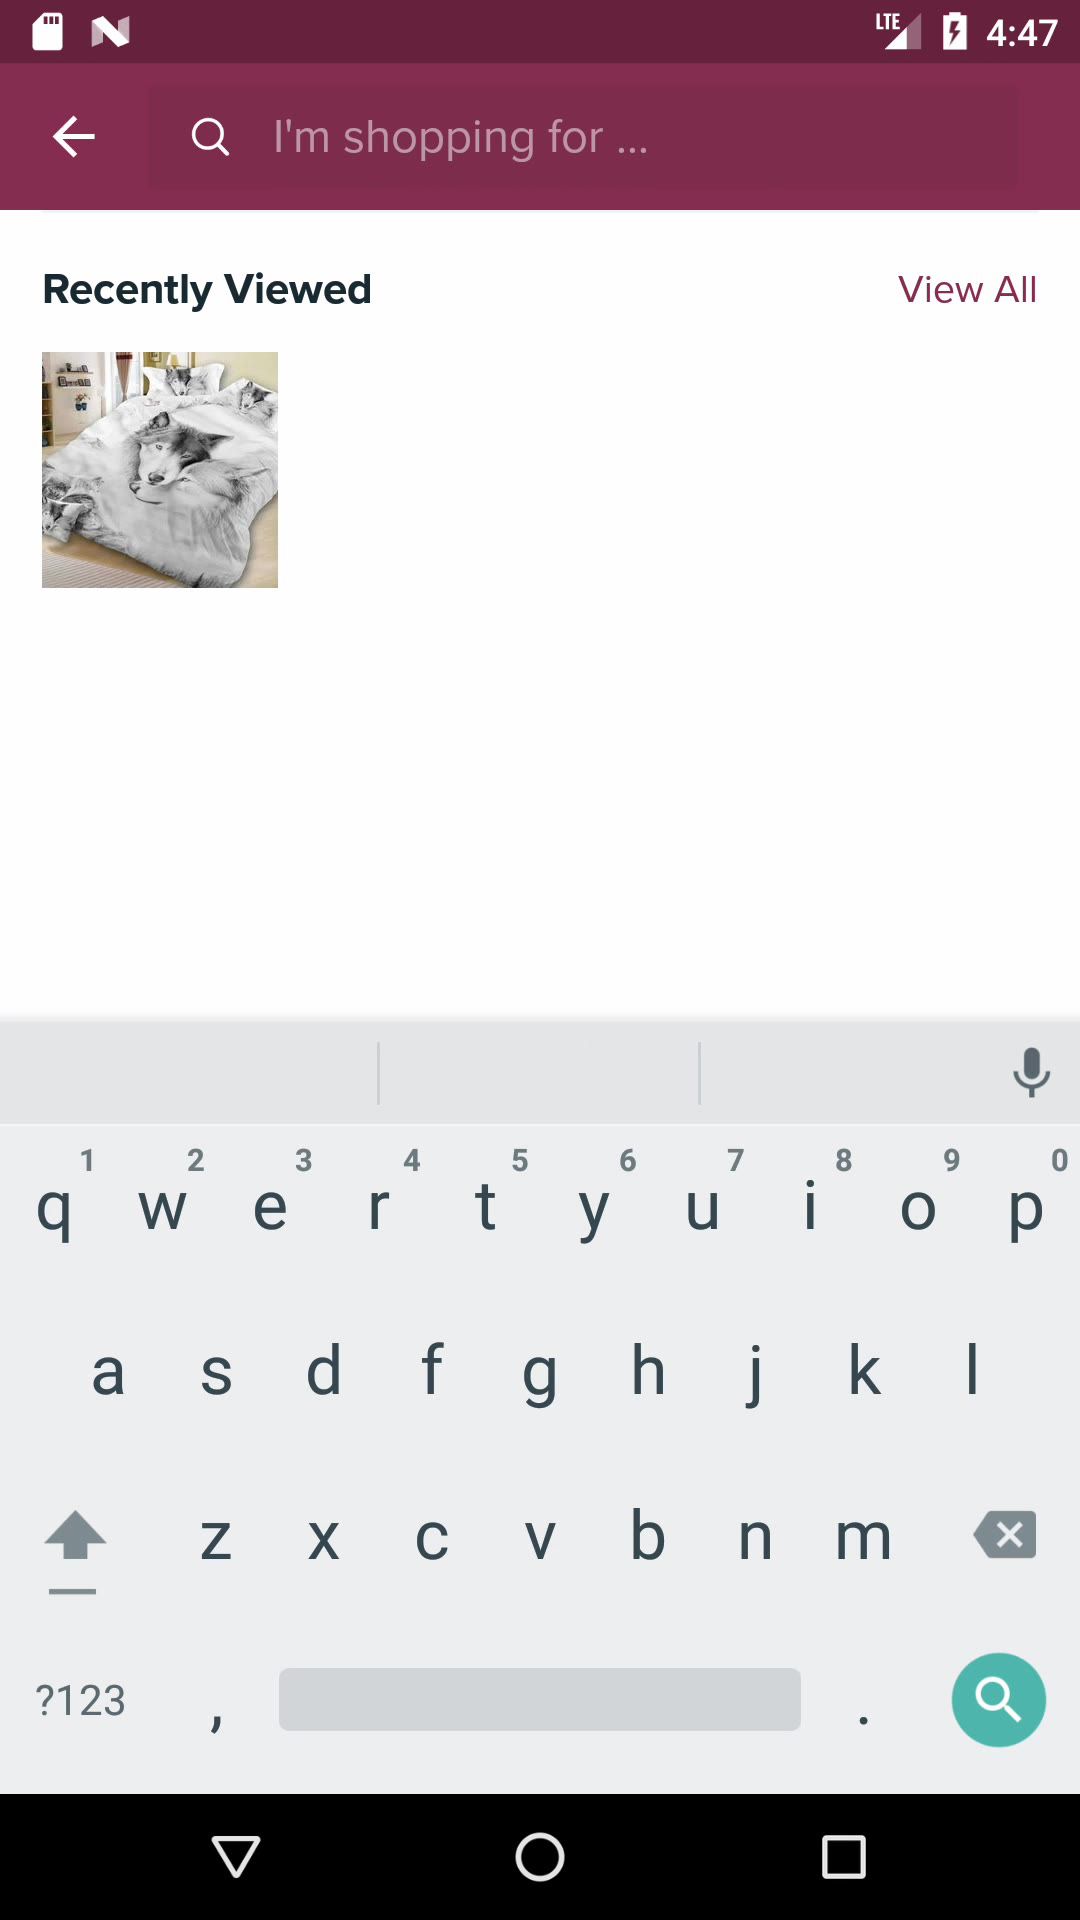 LTE 4:47
I'm shopping for ...
Recently Viewed View All
1 2 3 4 5 6 7 8 9 0
q w e r t y u i o p
a s d f g h j k l
z x c v b n m
?123 , .